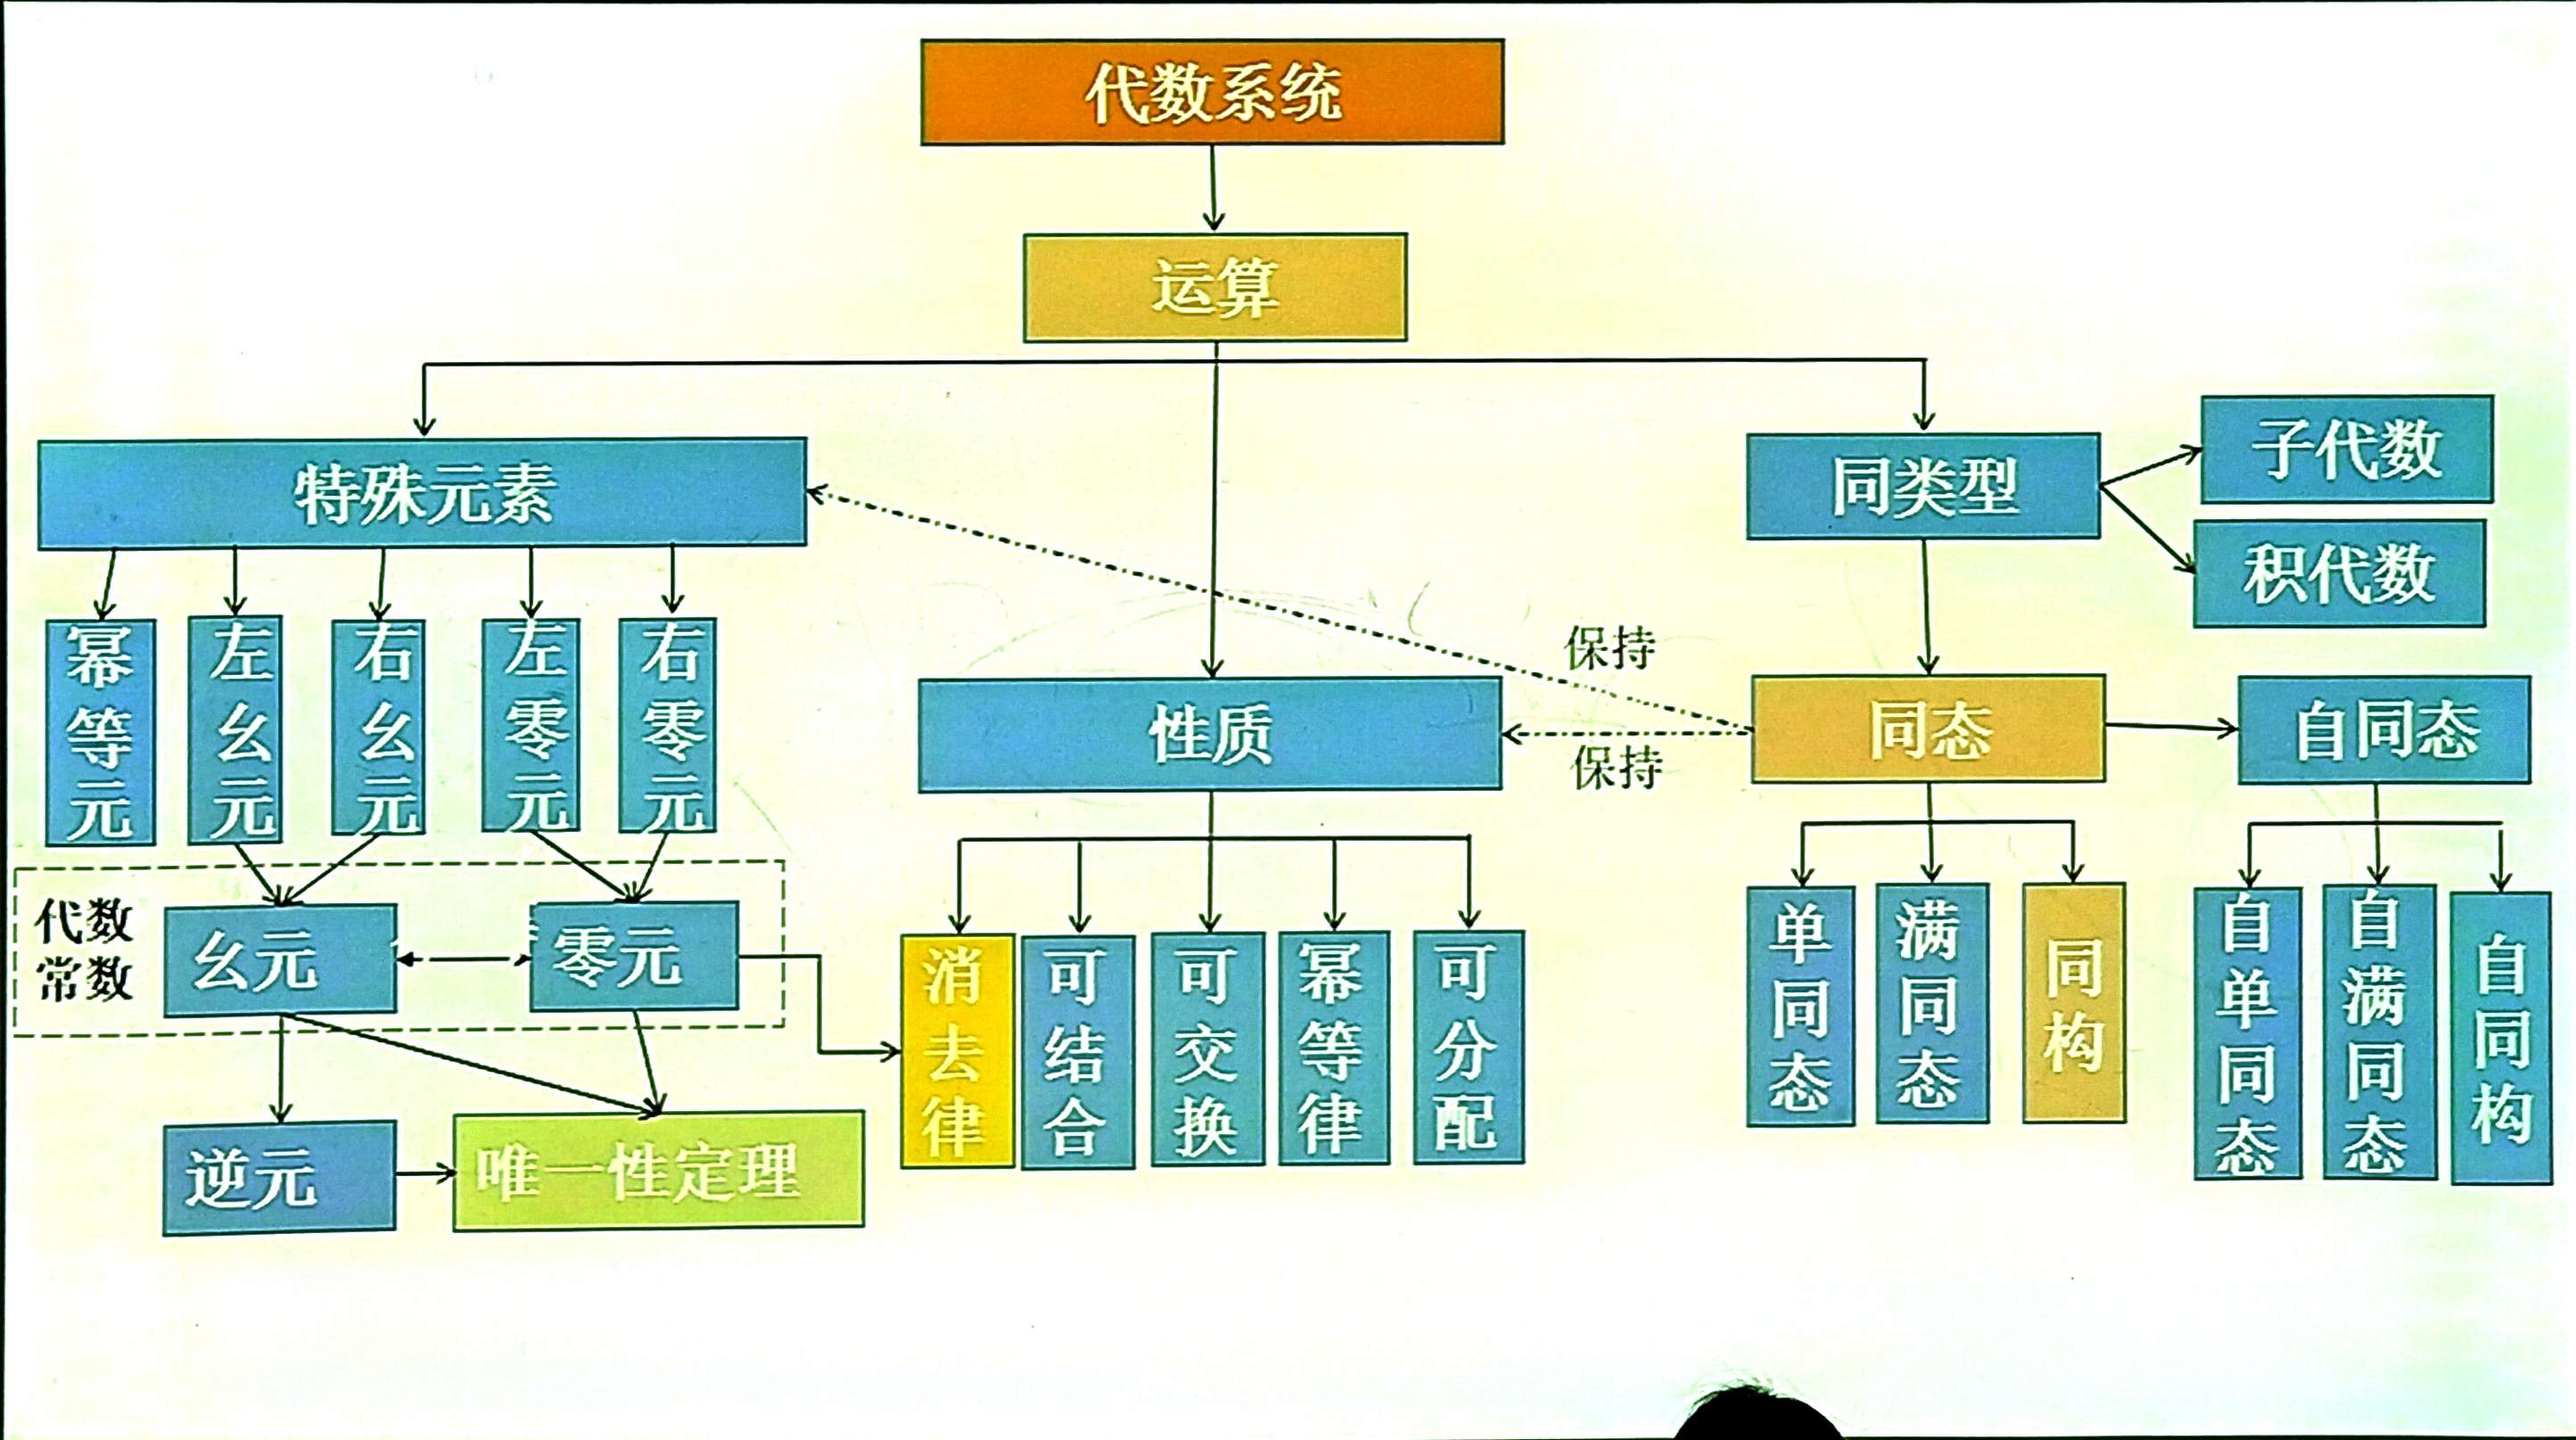 代数系统
运算
特殊元素
同类型
子代数
积代数
幂等元
左幺元
右幺元
左零元
右零元
保持
性质
保持
同态
自同态
代数
常数
幺元
零元
消去律
可结合
可交换
幂等律
可分配
单同态
满同态
同构
自单同态
自满同态
自同构
逆元
唯一性定理